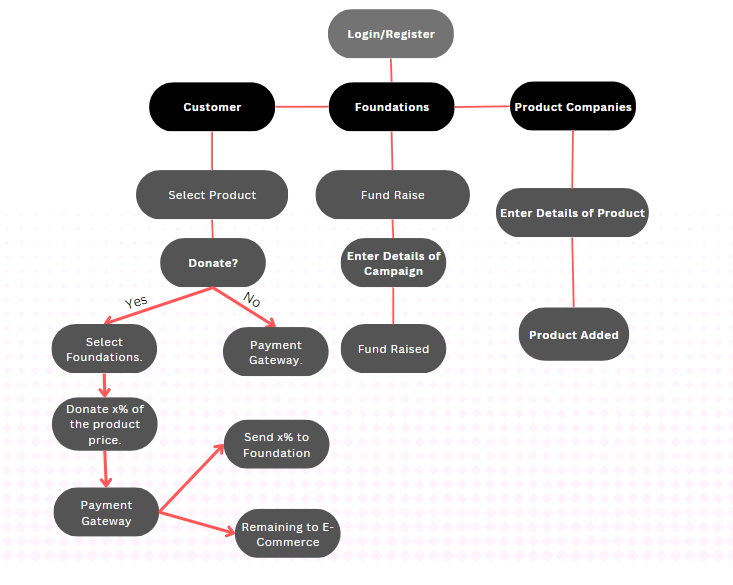 Login/Register
Customer
Foundations
Product Companies
Select Product
Fund Raise
Enter Details of Product
Donate?
Enter Details of
Campaign
Yes
No
Select
Foundations.
Payment
Gateway.
Fund Raised
Product Added
Donate x% of
the product
price.
Send x% to
Foundation
Payment
Gateway
Remaining to E-
Commerce